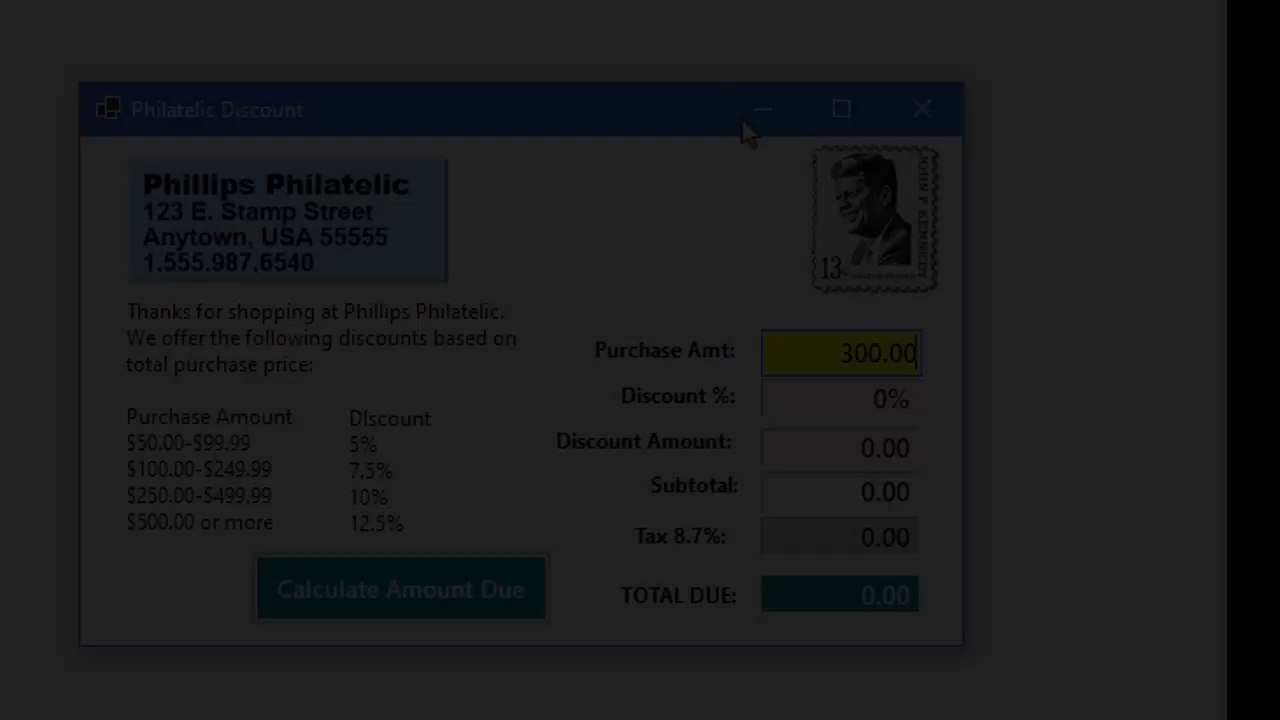 Philatelic Discount
Phillips Philatelic
123 E. Stamp Street
Anytown, USA 55555
1.555.987.6540
JOHN F. KENNEDY
13
Thanks for shopping at Phillips Philatelic.
We offer the following discounts based on
total purchase price:
Purchase Amount DIscount
$50.00-$99.99 5%
$100.00-$249.99 7.5%
$250.00-$499.99 10%
$500.00 or more 12.5%
Calculate Amount Due
Purchase Amt: 300.00
Discount %: 0%
Discount Amount: 0.00
Subtotal: 0.00
Tax 8.7%: 0.00
TOTAL DUE: 0.00